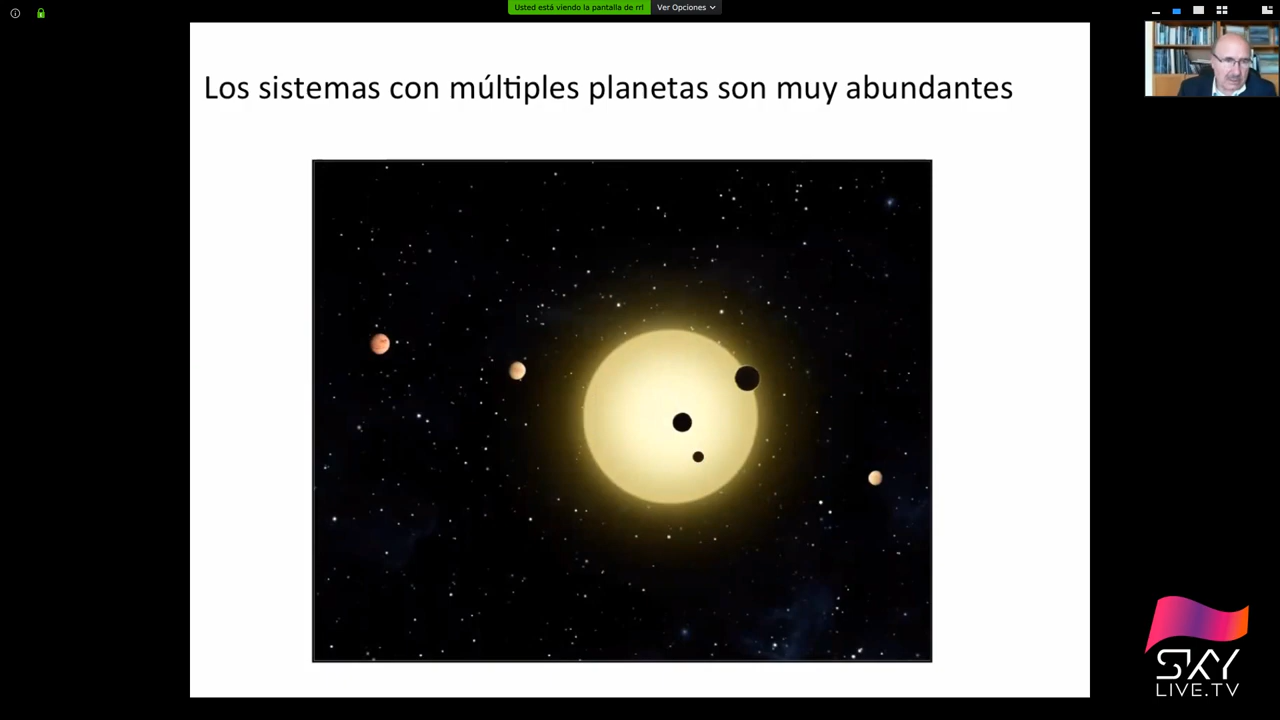 Usted está viendo la pantalla de rrl
Ver Opciones
Los sistemas con múltiples planetas son muy abundantes
SKY
LIVE.TV